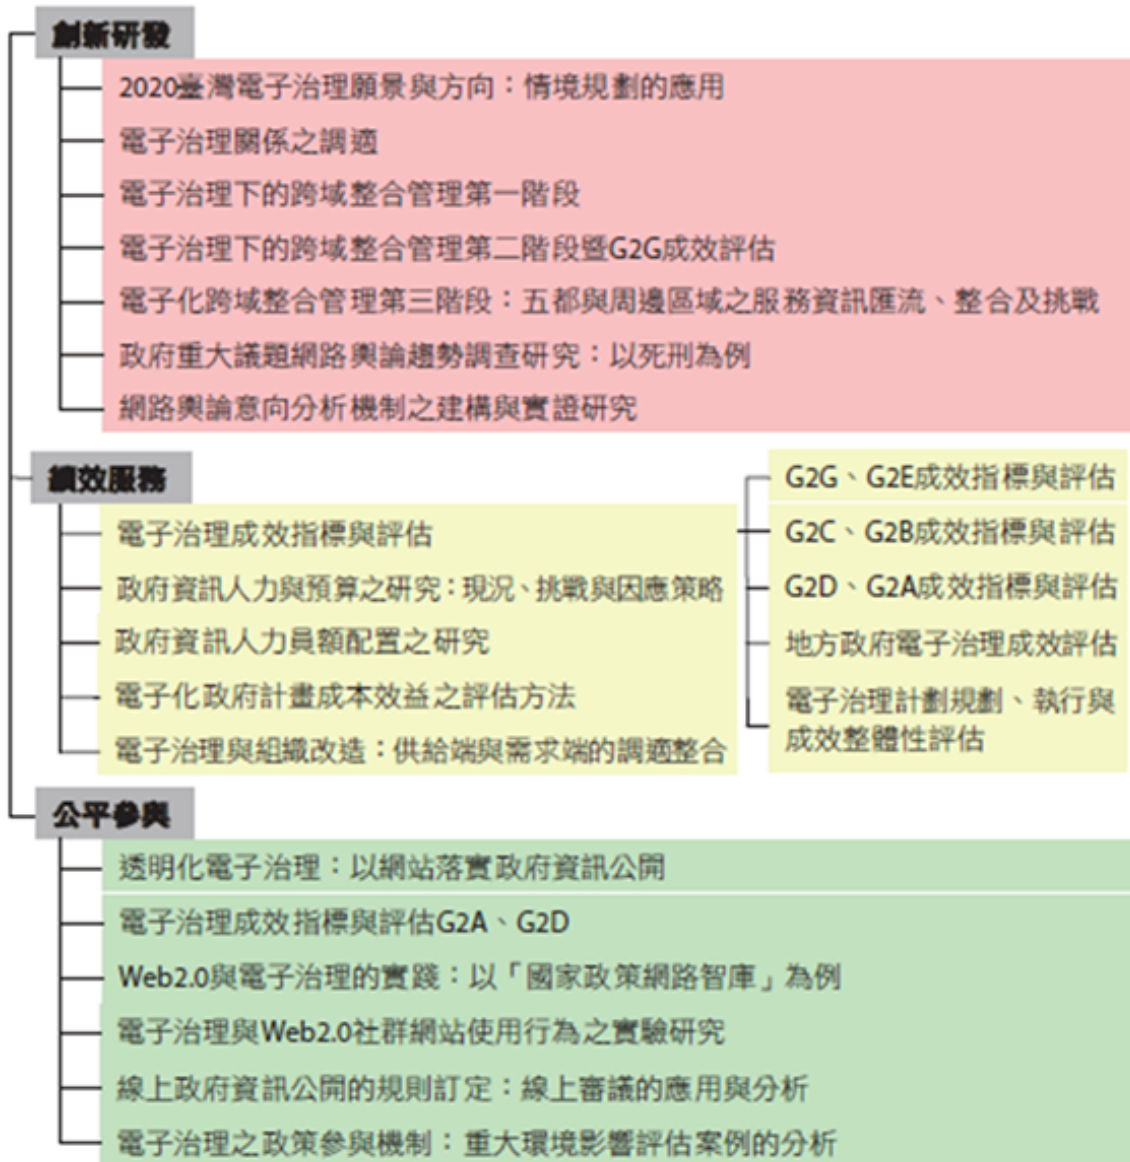 創新研發
2020臺灣電子治理願景與方向：情境規劃的應用
電子治理關係之調適
電子治理下的跨域整合管理第一階段
電子治理下的跨域整合管理第二階段暨G2G成效評估
電子化跨域整合管理第三階段：五都與周邊區域之服務資訊匯流、整合及挑戰
政府重大議題網路輿論趨勢調查研究：以死刑為例
網路輿論意向分析機制之建構與實證研究
績效服務
電子治理成效指標與評估
政府資訊人力與預算之研究：現況、挑戰與因應策略
政府資訊人力員額配置之研究
電子化政府計畫成本效益之評估方法
電子治理與組織改造：供給端與需求端的調適整合
G2G、G2E成效指標與評估
G2C、G2B成效指標與評估
G2D、G2A成效指標與評估
地方政府電子治理成效評估
電子治理計劃規劃、執行與
成效整體性評估
公平參與
透明化電子治理：以網站落實政府資訊公開
電子治理成效指標與評估G2A、G2D
Web2.0與電子治理的實踐：以「國家政策網路智庫」為例
電子治理與Web2.0社群網站使用行為之實驗研究
線上政府資訊公開的規則訂定：線上審議的應用與分析
電子治理之政策參與機制：重大環境影響評估案例的分析